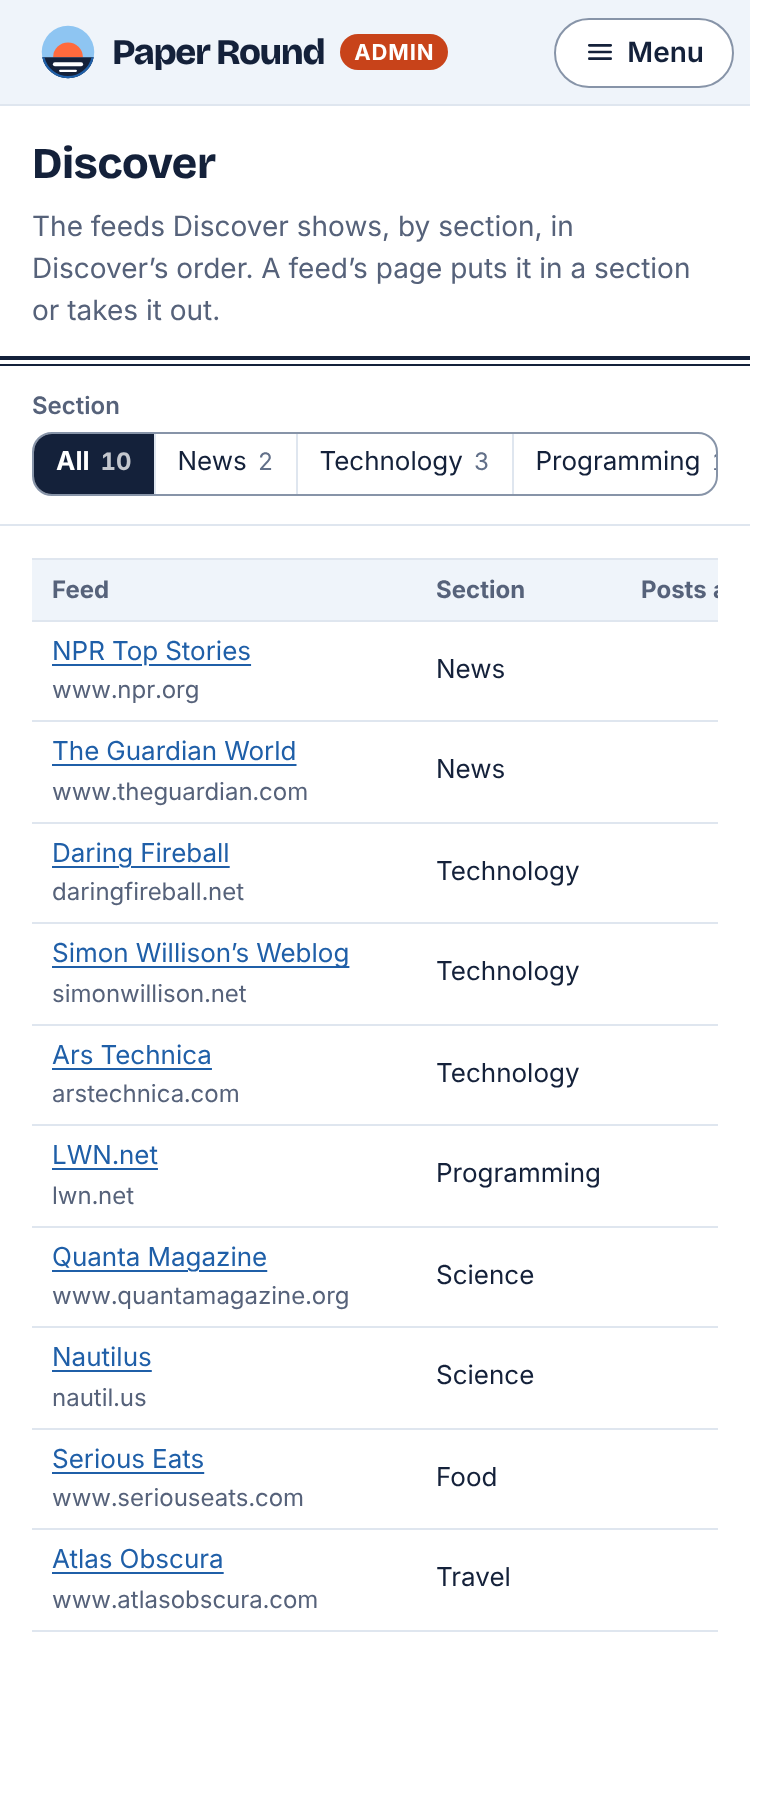 Paper Round ADMIN Menu
Discover
The feeds Discover shows, by section, in
Discover’s order. A feed’s page puts it in a section
or takes it out.
Section
All 10 News 2 Technology 3 Programming
Feed Section Posts
NPR Top Stories
www.npr.org
News
The Guardian World
www.theguardian.com
News
Daring Fireball
daringfireball.net
Technology
Simon Willison’s Weblog
simonwillison.net
Technology
Ars Technica
arstechnica.com
Technology
LWN.net
lwn.net
Programming
Quanta Magazine
www.quantamagazine.org
Science
Nautilus
nautil.us
Science
Serious Eats
www.seriouseats.com
Food
Atlas Obscura
www.atlasobscura.com
Travel